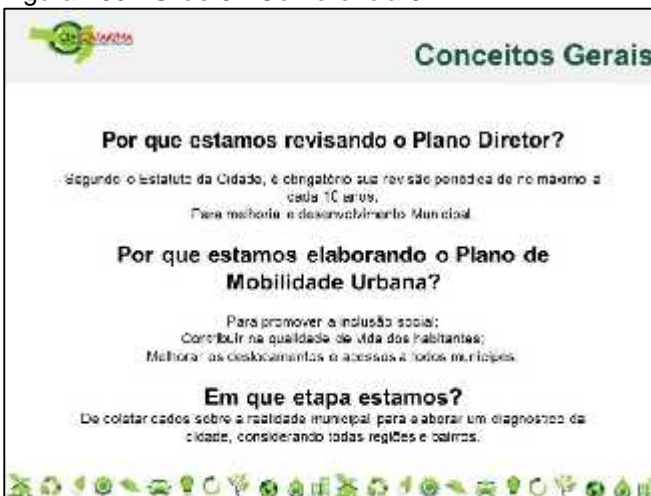 Conceitos Gerais
Por que estamos revisando o Plano Diretor?
Segundo o Estatuto da Cidade, é obrigatório sua revisão periódica de no máximo a
cada 10 anos.
Para melhoria e desenvolvimento Municipal.
Por que estamos elaborando o Plano de
Mobilidade Urbana?
Para promover a inclusão social;
Contribuir na qualidade de vida dos habitantes;
Melhorar os deslocamentos e acessos a todos munícipes.
Em que etapa estamos?
De coletar dados sobre a realidade municipal para elaborar um diagnóstico da
cidade, considerando todas regiões e bairros.